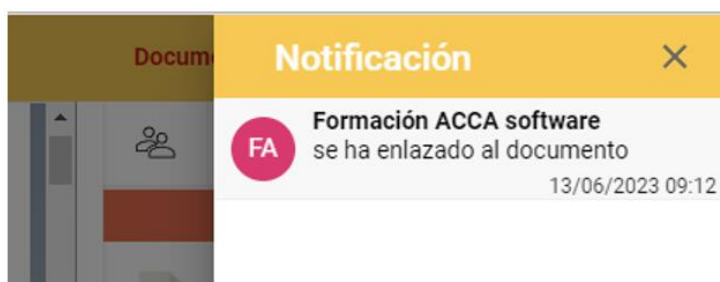 Docum
Notificación
FA
Formación ACCA software
se ha enlazado al documento
13/06/2023 09:12